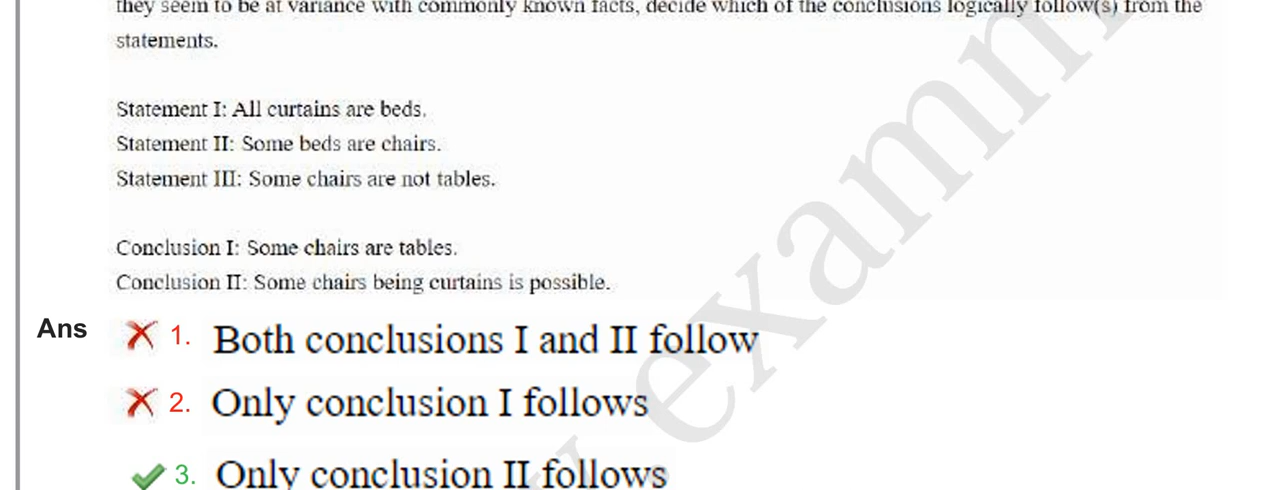 they seem to be at variance with commonly known facts, decide which of the conclusions logically follow(s) from the
statements.
Statement I: All curtains are beds.
Statement II: Some beds are chairs.
Statement III: Some chairs are not tables.
Conclusion I: Some chairs are tables.
Conclusion II: Some chairs being curtains is possible.
Ans
1. Both conclusions I and II follow
2. Only conclusion I follows
3. Only conclusion II follows